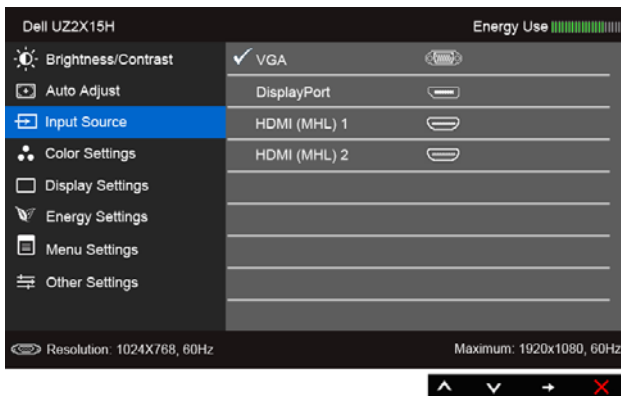 Dell UZ2X15H
Energy Use
Brightness/Contrast
VGA
Auto Adjust
DisplayPort
Input Source
HDMI (MHL) 1
Color Settings
HDMI (MHL) 2
Display Settings
Energy Settings
Menu Settings
Other Settings
Resolution: 1024X768, 60Hz
Maximum: 1920x1080, 60Hz